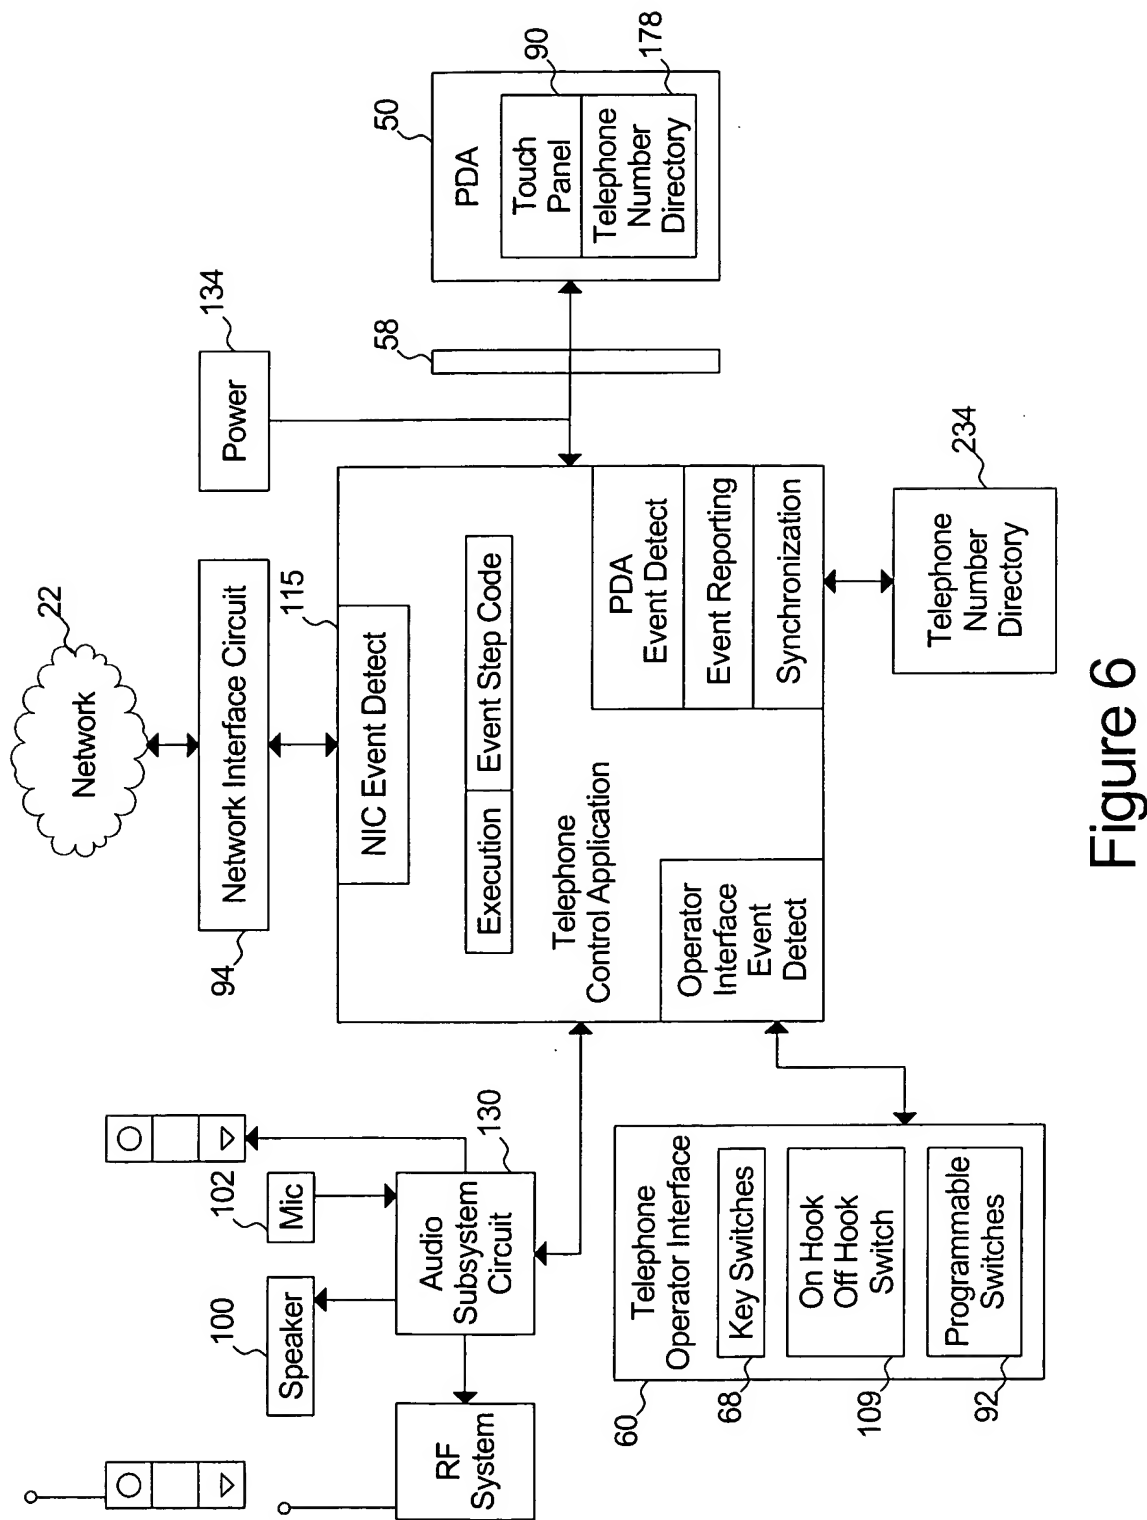 22
Network
94
Network Interface Circuit
134
Power
58
50
PDA
Touch
Panel
90
Telephone
Number
Directory
178
115
NIC Event Detect
Execution
Event Step Code
Telephone
Control Application
PDA
Event Detect
Event Reporting
Synchronization
Operator
Interface
Event
Detect
234
Telephone
Number
Directory
102
Mic
100
Speaker
130
Audio
Subsystem
Circuit
RF
System
60
Telephone
Operator Interface
68
Key Switches
109
On Hook
Off Hook
Switch
92
Programmable
Switches
Figure 6